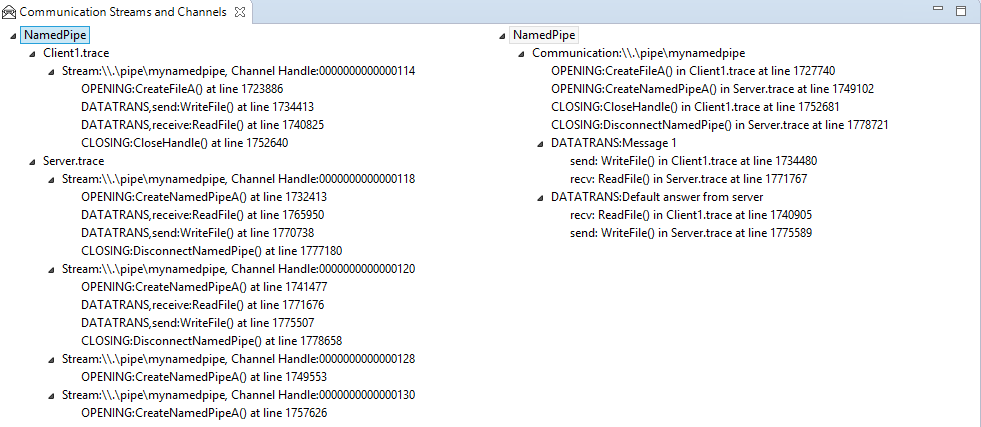 Communication Streams and Channels
NamedPipe
Client1.trace
Stream:\\.\pipe\mynamedpipe, Channel Handle:0000000000000114
OPENING:CreateFileA() at line 1723886
DATATRANS,send:WriteFile() at line 1734413
DATATRANS,receive:ReadFile() at line 1740825
CLOSING:CloseHandle() at line 1752640
Server.trace
Stream:\\.\pipe\mynamedpipe, Channel Handle:0000000000000118
OPENING:CreateNamedPipeA() at line 1732413
DATATRANS,receive:ReadFile() at line 1765950
DATATRANS,send:WriteFile() at line 1770738
CLOSING:DisconnectNamedPipe() at line 1777180
Stream:\\.\pipe\mynamedpipe, Channel Handle:0000000000000120
OPENING:CreateNamedPipeA() at line 1741477
DATATRANS,receive:ReadFile() at line 1771676
DATATRANS,send:WriteFile() at line 1775507
CLOSING:DisconnectNamedPipe() at line 1778658
Stream:\\.\pipe\mynamedpipe, Channel Handle:0000000000000128
OPENING:CreateNamedPipeA() at line 1749553
Stream:\\.\pipe\mynamedpipe, Channel Handle:0000000000000130
OPENING:CreateNamedPipeA() at line 1757626
NamedPipe
Communication:\\.\pipe\mynamedpipe
OPENING:CreateFileA() in Client1.trace at line 1727740
OPENING:CreateNamedPipeA() in Server.trace at line 1749102
CLOSING:CloseHandle() in Client1.trace at line 1752681
CLOSING:DisconnectNamedPipe() in Server.trace at line 1778721
DATATRANS:Message 1
send: WriteFile() in Client1.trace at line 1734480
recv: ReadFile() in Server.trace at line 1771767
DATATRANS:Default answer from server
recv: ReadFile() in Client1.trace at line 1740905
send: WriteFile() in Server.trace at line 1775589